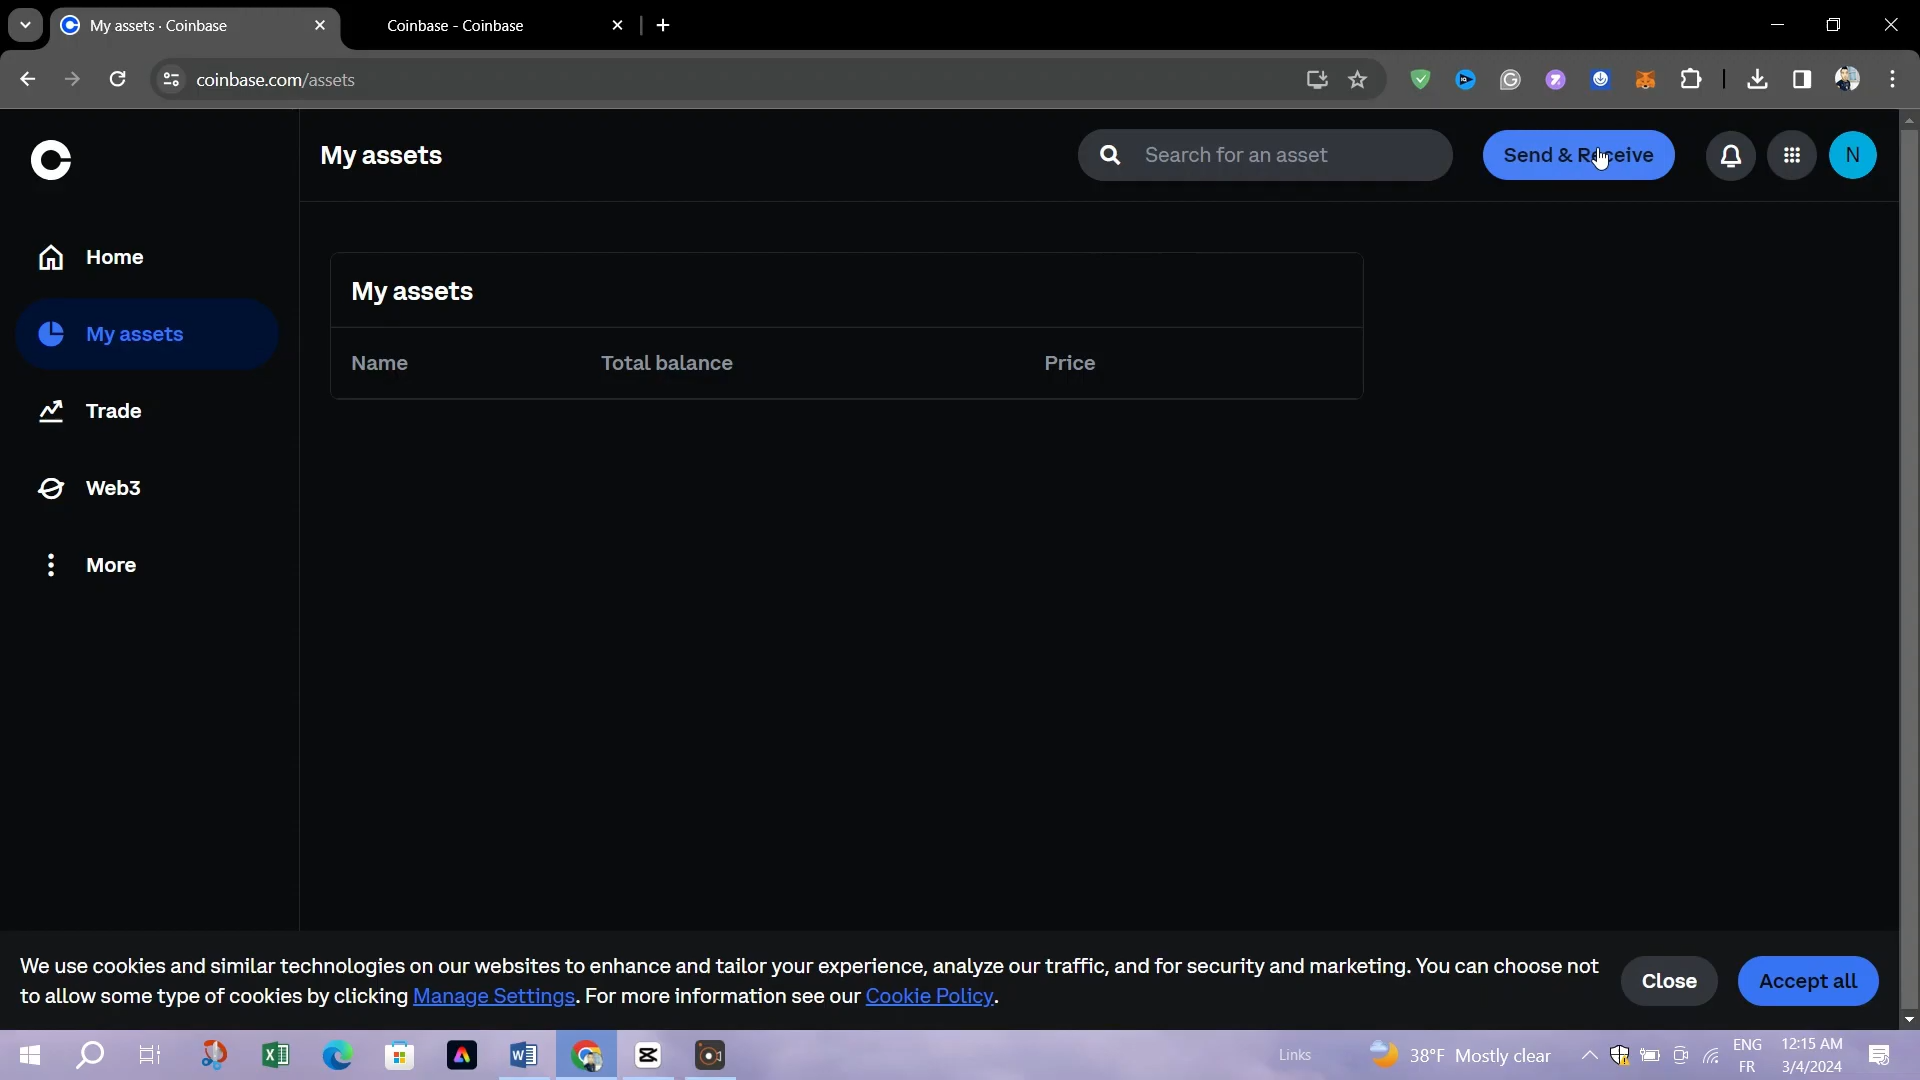 My assets · Coinbase
Coinbase - Coinbase
coinbase.com/assets
My assets
Search for an asset
Send & Receive
N
Home
My assets
Trade
Web3
More
My assets
Name Total balance Price
We use cookies and similar technologies on our websites to enhance and tailor your experience, analyze our traffic, and for security and marketing. You can choose not
to allow some type of cookies by clicking Manage Settings. For more information see our Cookie Policy.
Close
Accept all
Links
38°F Mostly clear
ENG
FR
12:15 AM
3/4/2024